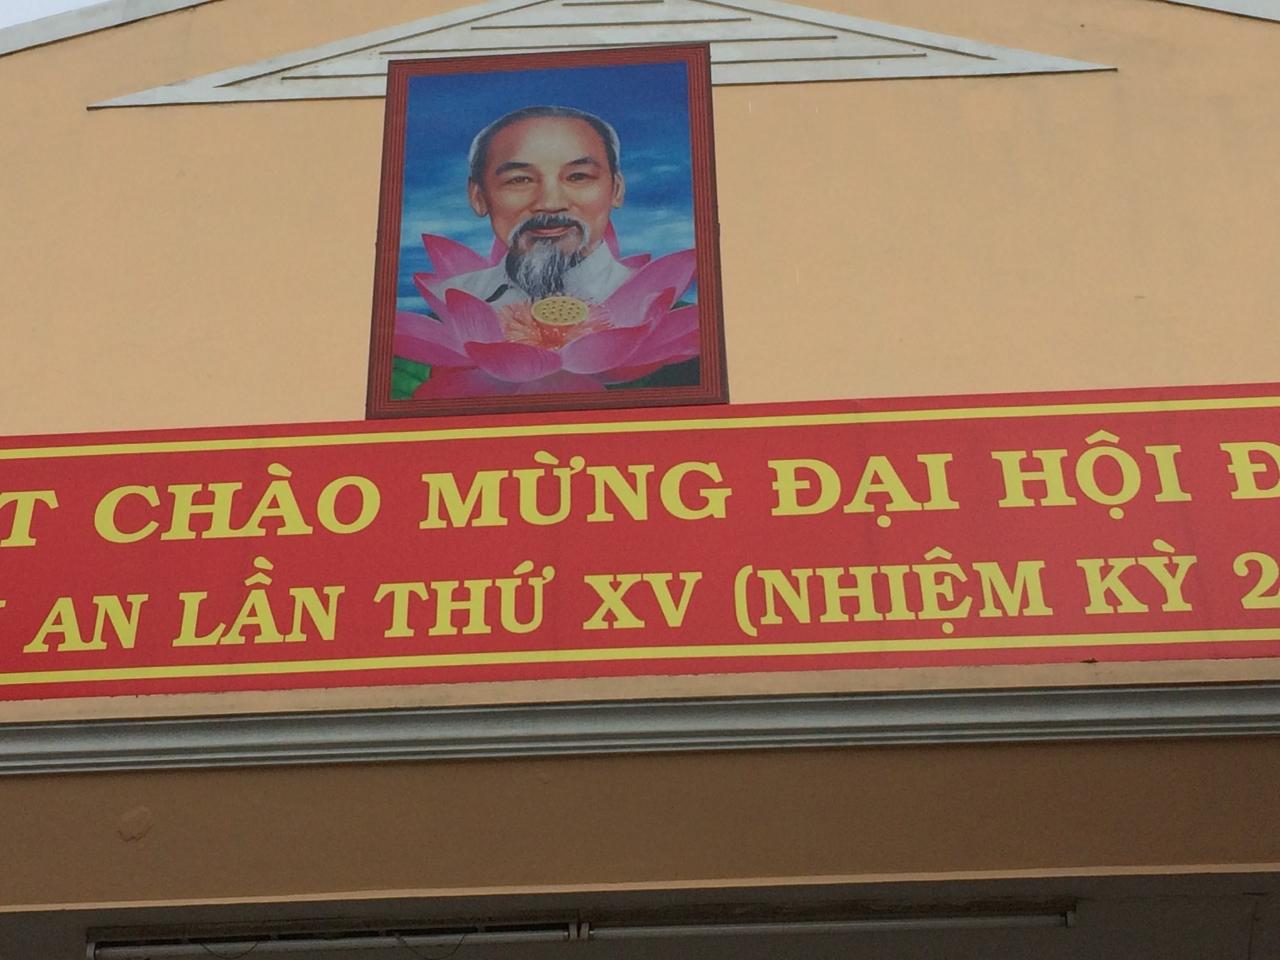 CHÀO MỪNG ĐẠI HỘI
AN LẦN THỨ XV (NHIỆM KỲ 2